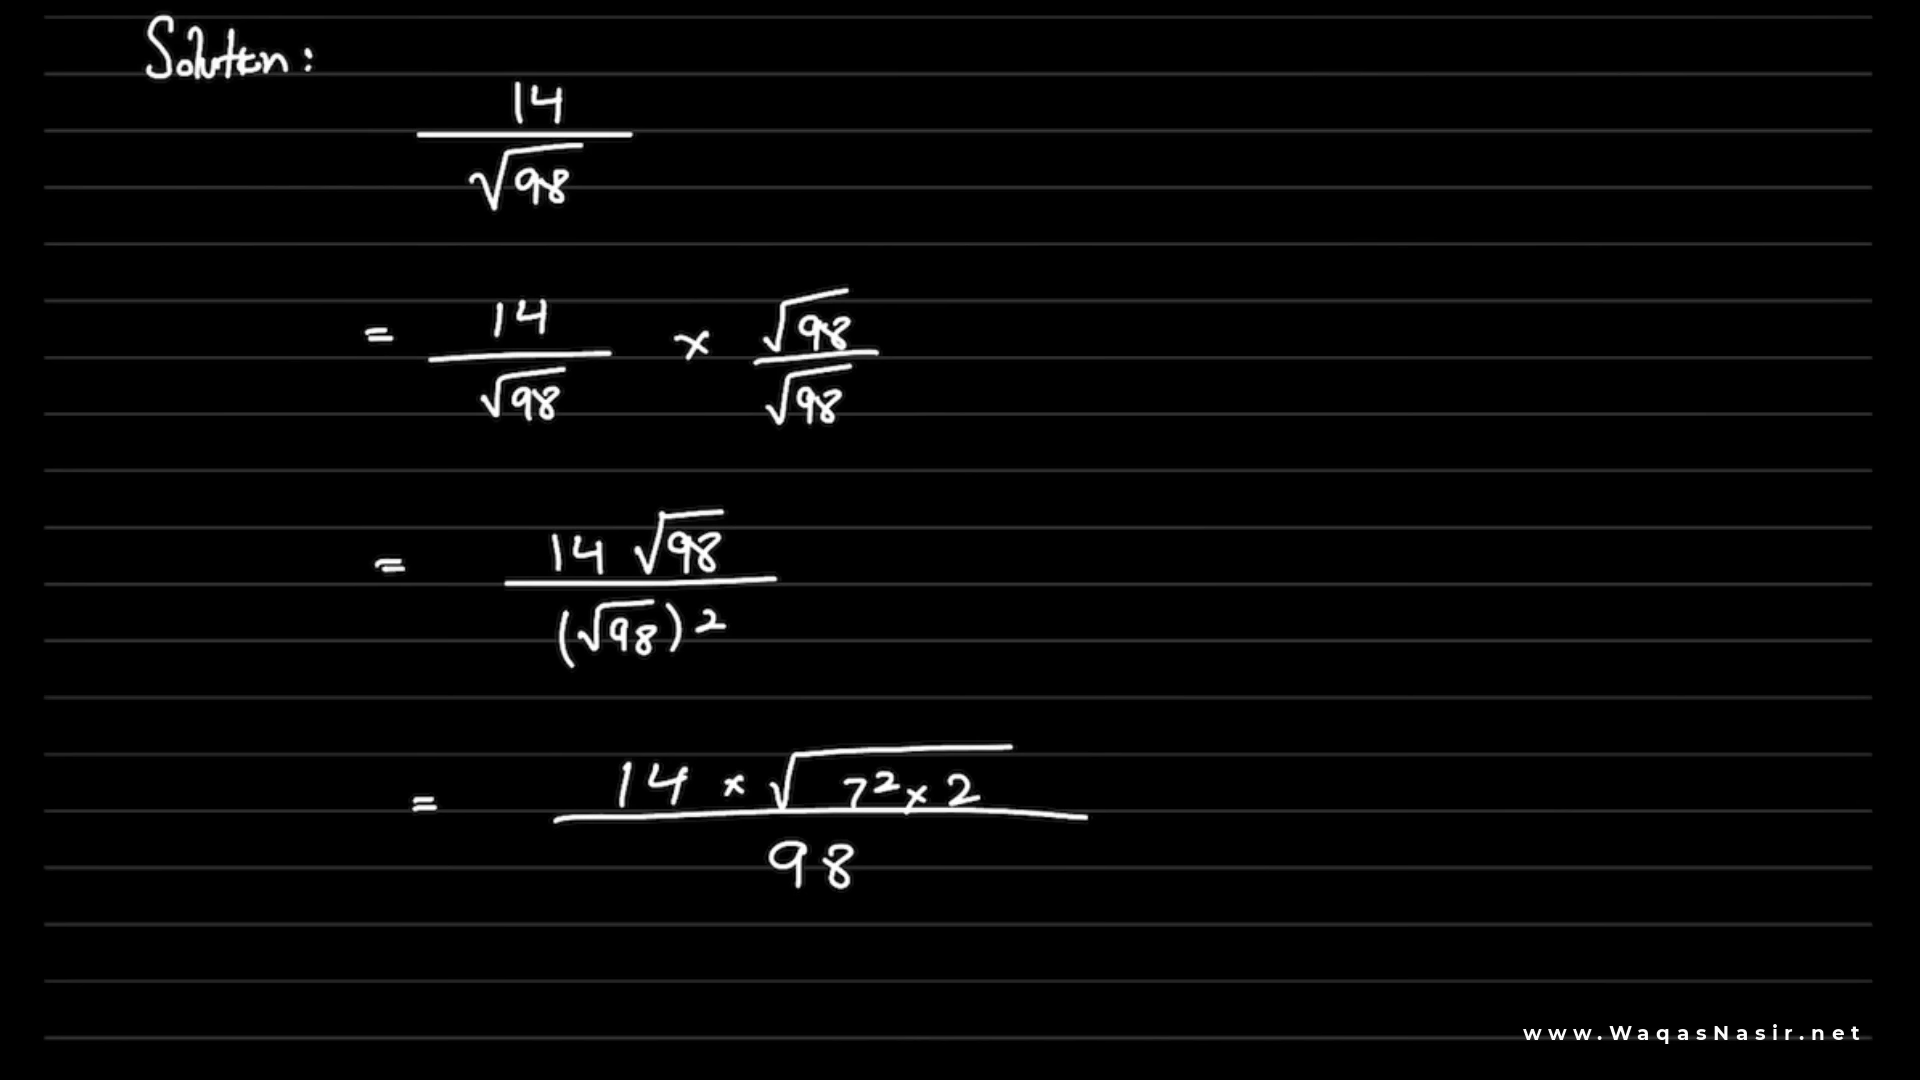 Solution:
14
√98
= 14 × √98
√98 √98
= 14 √98
(√98)²
= 14 × √7² × 2
98
www.WaqasNasir.net